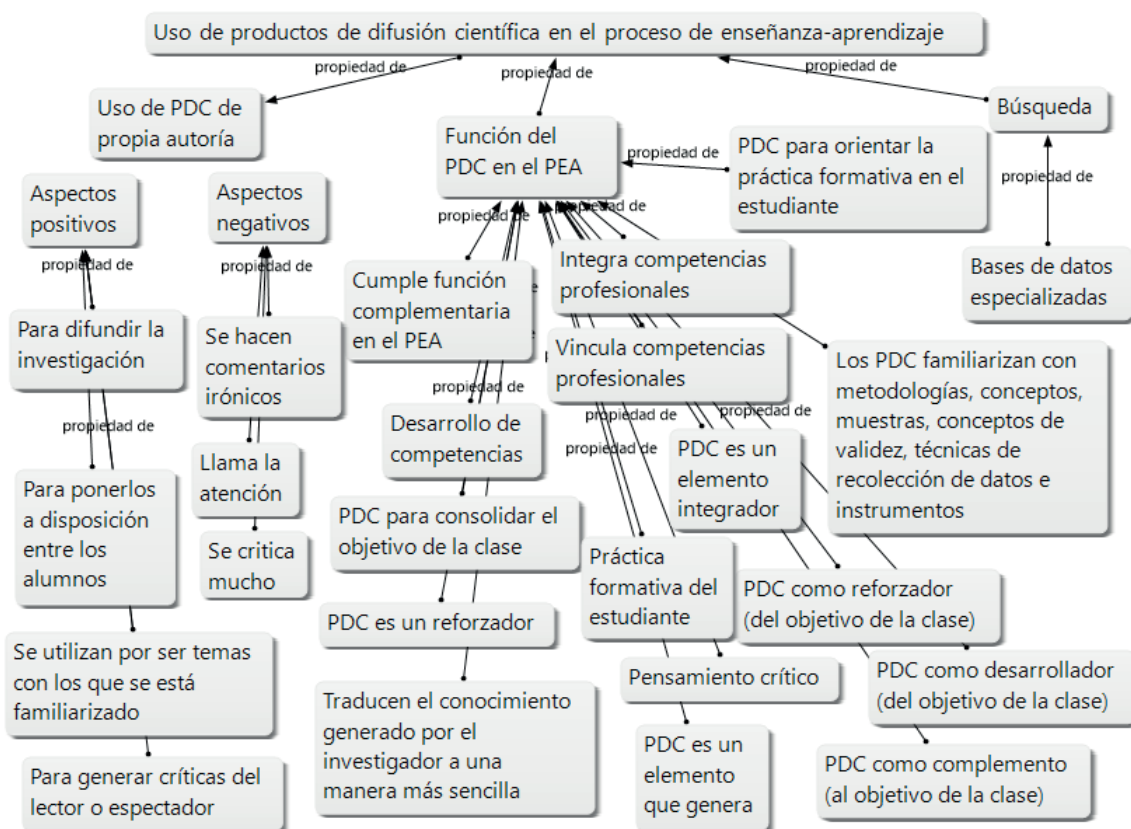 Uso de productos de difusión científica en el proceso de enseñanza-aprendizaje
propiedad de
propiedad de
propiedad de
Uso de PDC de
propia autoría
Función del
PDC en el PEA
propiedad de
PDC para orientar la
práctica formativa en el
estudiante
Búsqueda
propiedad de
Bases de datos
especializadas
Aspectos
positivos
propiedad de
Aspectos
negativos
propiedad de
propiedad de
propiedad de
Para difundir la
investigación
propiedad de
Para ponerlos
a disposición
entre los
alumnos
Se utilizan por ser temas
con los que se está
familiarizado
Para generar críticas del
lector o espectador
Se hacen
comentarios
irónicos
Llama la
atención
Se critica
mucho
Cumple función
complementaria
en el PEA
de
Integra competencias
profesionales
Vincula competencias
profesionales
propiedad de
propiedad de
propiedad de
propiedad de
propiedad de
Desarrollo de
competencias
PDC para consolidar el
objetivo de la clase
PDC es un reforzador
Traducen el conocimiento
generado por el
investigador a una
manera más sencilla
PDC es un
elemento
integrador
Los PDC familiarizan con
metodologías, conceptos,
muestras, conceptos de
validez, técnicas de
recolección de datos e
instrumentos
Práctica
formativa del
estudiante
PDC como reforzador
(del objetivo de la clase)
Pensamiento crítico
PDC como desarrollador
(del objetivo de la clase)
PDC es un
elemento
que genera
PDC como complemento
(al objetivo de la clase)